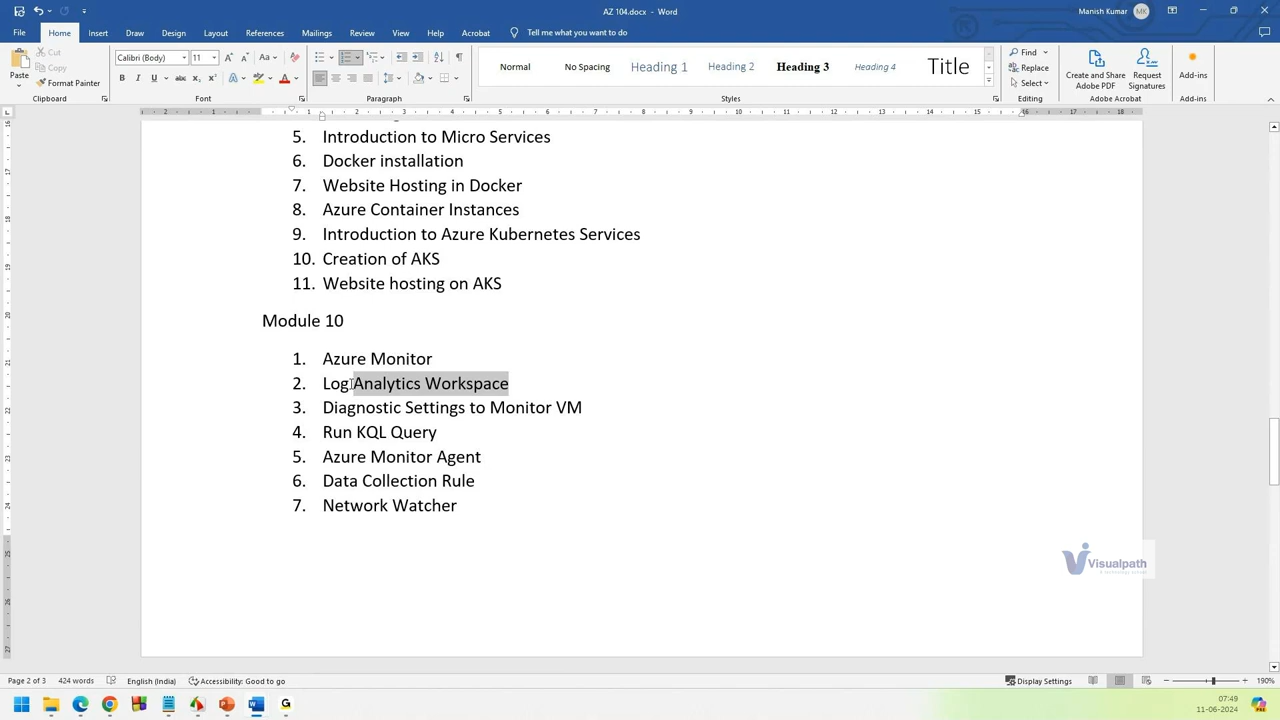 AZ 104.docx - Word
Manish Kumar MK
File Home Insert Draw Design Layout References Mailings Review View Help Acrobat Tell me what you want to do
Paste
Cut
Copy
Format Painter
Calibri (Body) 11
Normal No Spacing Heading 1 Heading 2 Heading 3 Heading 4 Title
Find
Replace
Select
Create and Share Adobe PDF
Request Signatures
Add-ins
Clipboard Font Paragraph Styles Editing Adobe Acrobat Add-ins
5. Introduction to Micro Services
6. Docker installation
7. Website Hosting in Docker
8. Azure Container Instances
9. Introduction to Azure Kubernetes Services
10. Creation of AKS
11. Website hosting on AKS
Module 10
1. Azure Monitor
2. Log Analytics Workspace
3. Diagnostic Settings to Monitor VM
4. Run KQL Query
5. Azure Monitor Agent
6. Data Collection Rule
7. Network Watcher
Visualpath
Page 2 of 3 424 words English (India) Accessibility: Good to go Display Settings 190%
07:49
11-06-2024